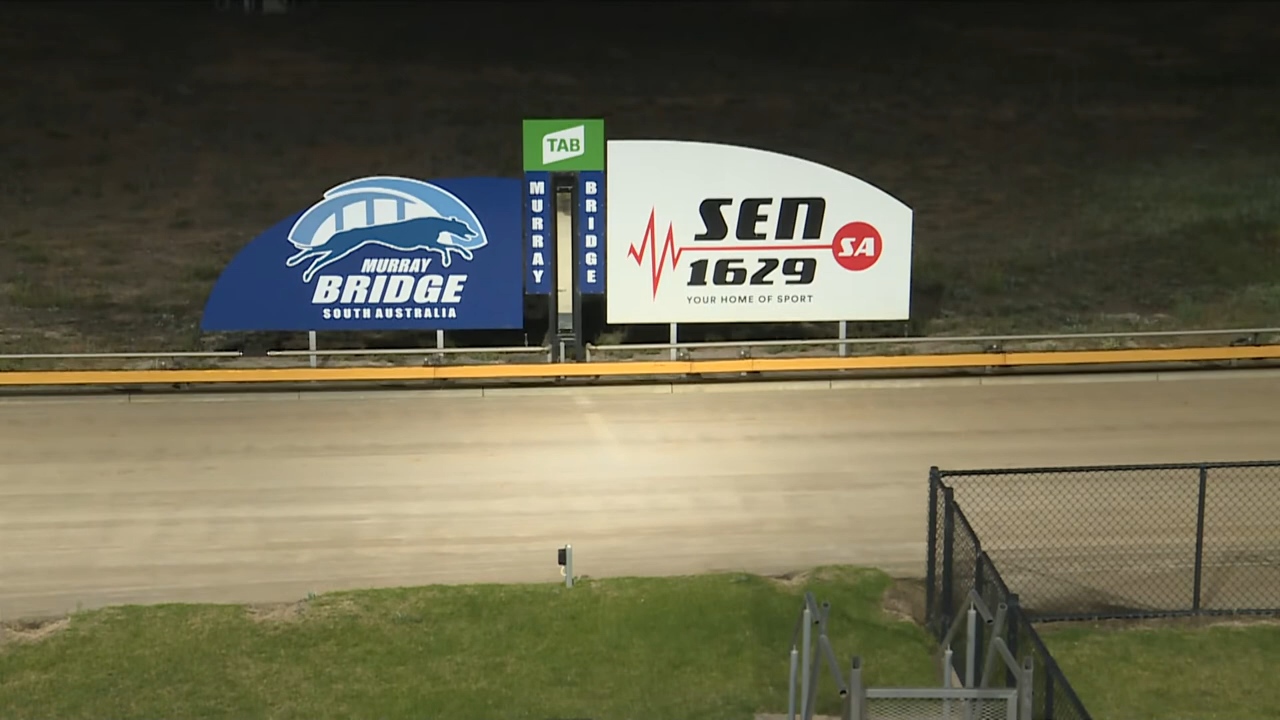 TAB
MURRAY
BRIDGE
MURRAY
BRIDGE
SOUTH AUSTRALIA
SEN
SA
1629
YOUR HOME OF SPORT